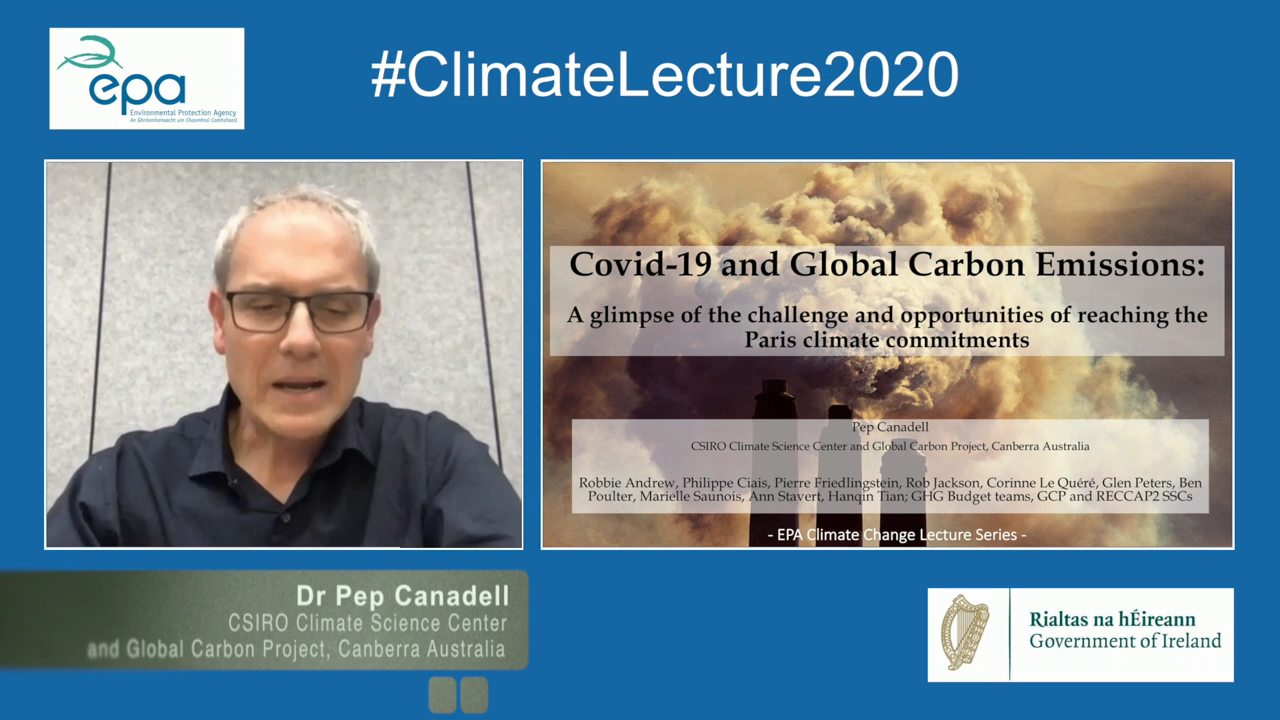 #ClimateLecture2020
epa
Environmental Protection Agency
An Ghníomhaireacht um Chaomhnú Comhshaoil
Covid-19 and Global Carbon Emissions:
A glimpse of the challenge and opportunities of reaching the
Paris climate commitments
Pep Canadell
CSIRO Climate Science Center and Global Carbon Project, Canberra Australia
Robbie Andrew, Philippe Ciais, Pierre Friedlingstein, Rob Jackson, Corinne Le Quéré, Glen Peters, Ben
Poulter, Marielle Saunois, Ann Stavert, Hanqin Tian; GHG Budget teams, GCP and RECCAP2 SSCs
- EPA Climate Change Lecture Series -
Dr Pep Canadell
CSIRO Climate Science Center
and Global Carbon Project, Canberra Australia
Rialtas na hÉireann
Government of Ireland